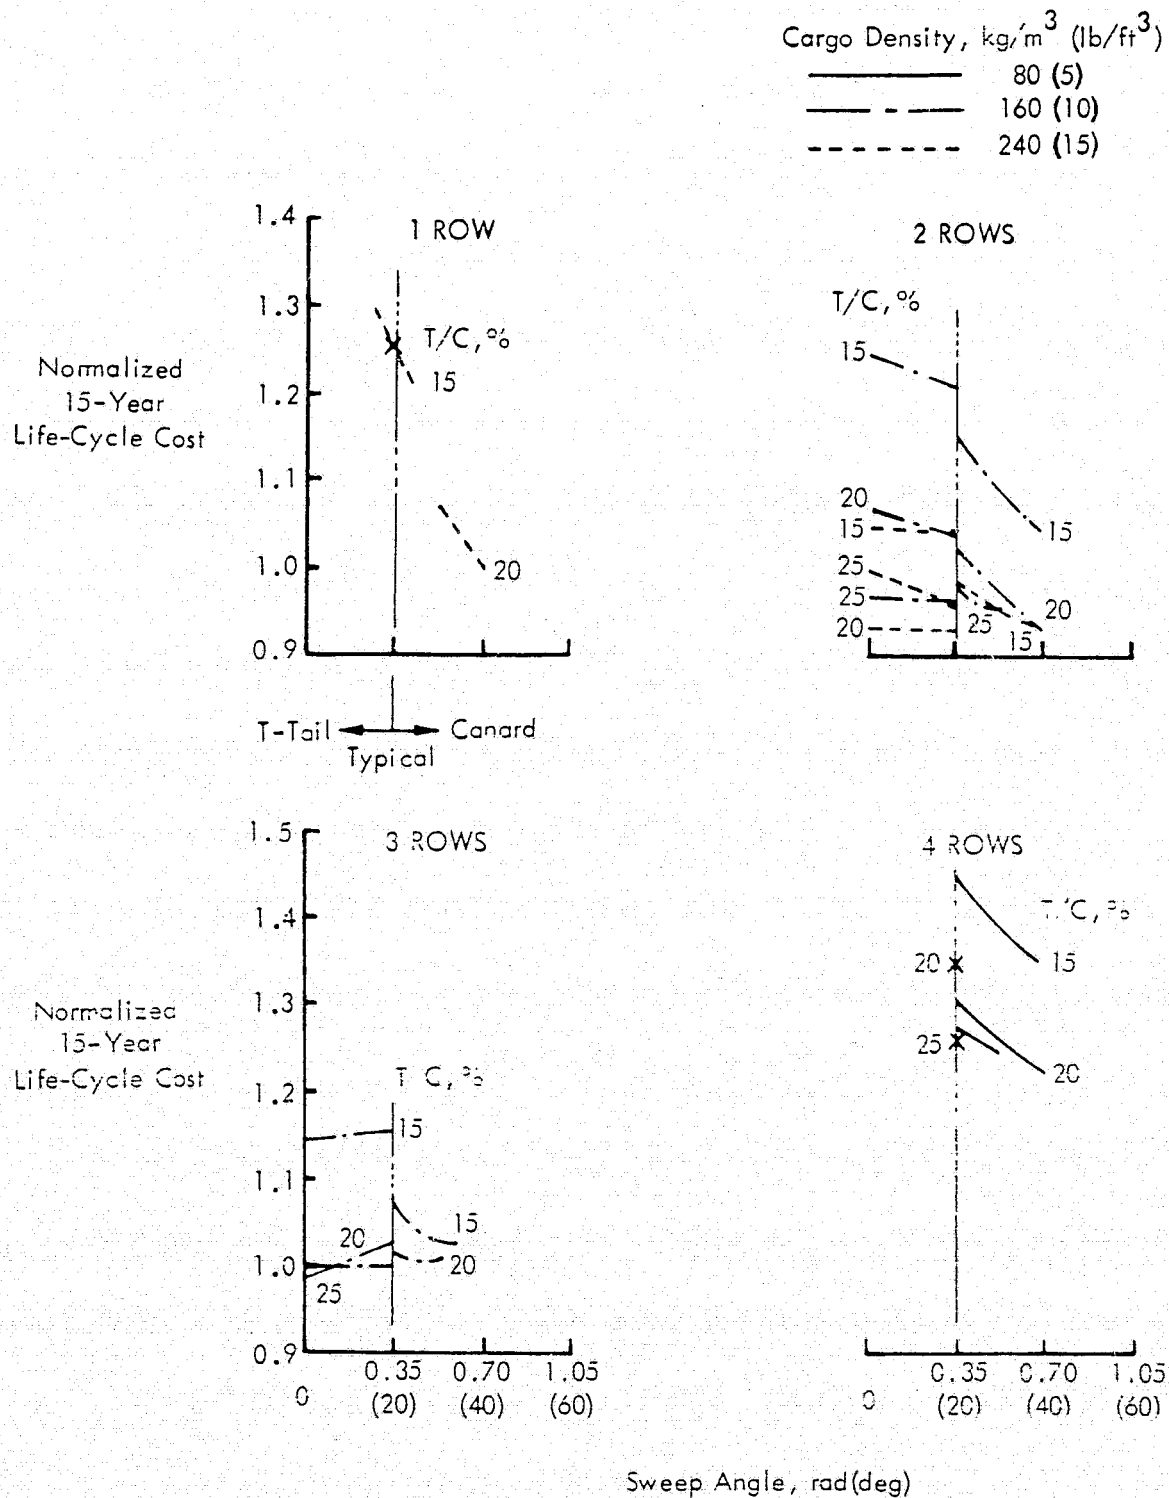 Cargo Density, kg/m³ (lb/ft³)
80 (5)
160 (10)
240 (15)
1 ROW
1.4
1.3
1.2
1.1
1.0
0.9
Normalized
15-Year
Life-Cycle Cost
T/C, %
15
20
T-Tail
Canard
Typical
2 ROWS
T/C, %
15
20
15
25
25
20
15
20
25
15
3 ROWS
1.5
1.4
1.3
1.2
1.1
1.0
0.9
Normalized
15-Year
Life-Cycle Cost
T C, %
15
20
25
15
20
0
0.35
(20)
0.70
(40)
1.05
(60)
4 ROWS
T/C, %
20
15
25
20
0
0.35
(20)
0.70
(40)
1.05
(60)
Sweep Angle, rad(deg)